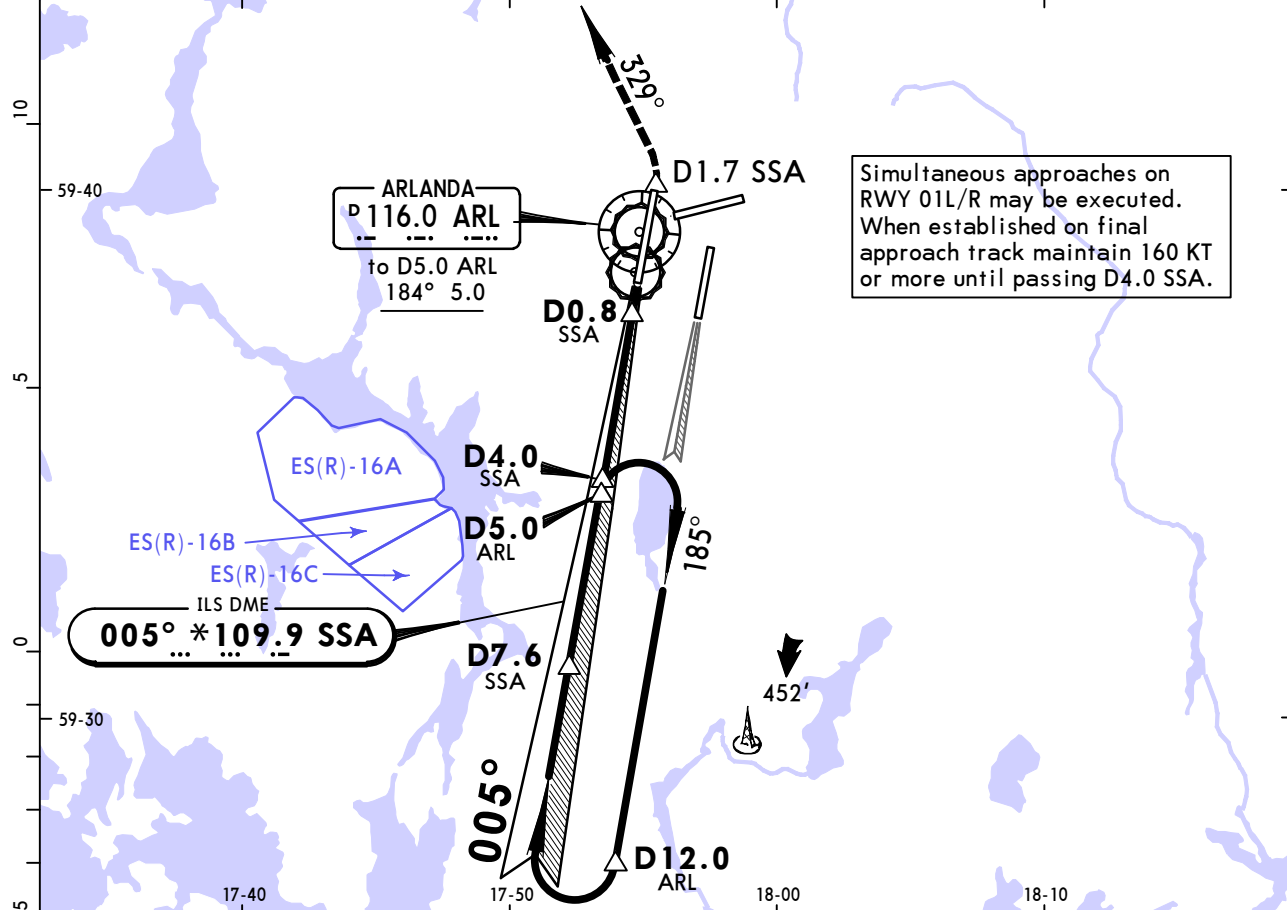 329°
10
D1.7 SSA
59-40
ARLANDA
D 116.0 ARL
to D5.0 ARL
184° 5.0
Simultaneous approaches on
RWY 01L/R may be executed.
When established on final
approach track maintain 160 KT
or more until passing D4.0 SSA.
D0.8
SSA
5
ES(R)-16A
D4.0
SSA
D5.0
ARL
185°
ES(R)-16B
ES(R)-16C
ILS DME
005° *109.9 SSA
0
D7.6
SSA
452'
59-30
005°
D12.0
ARL
5
17-40
17-50
18-00
18-10